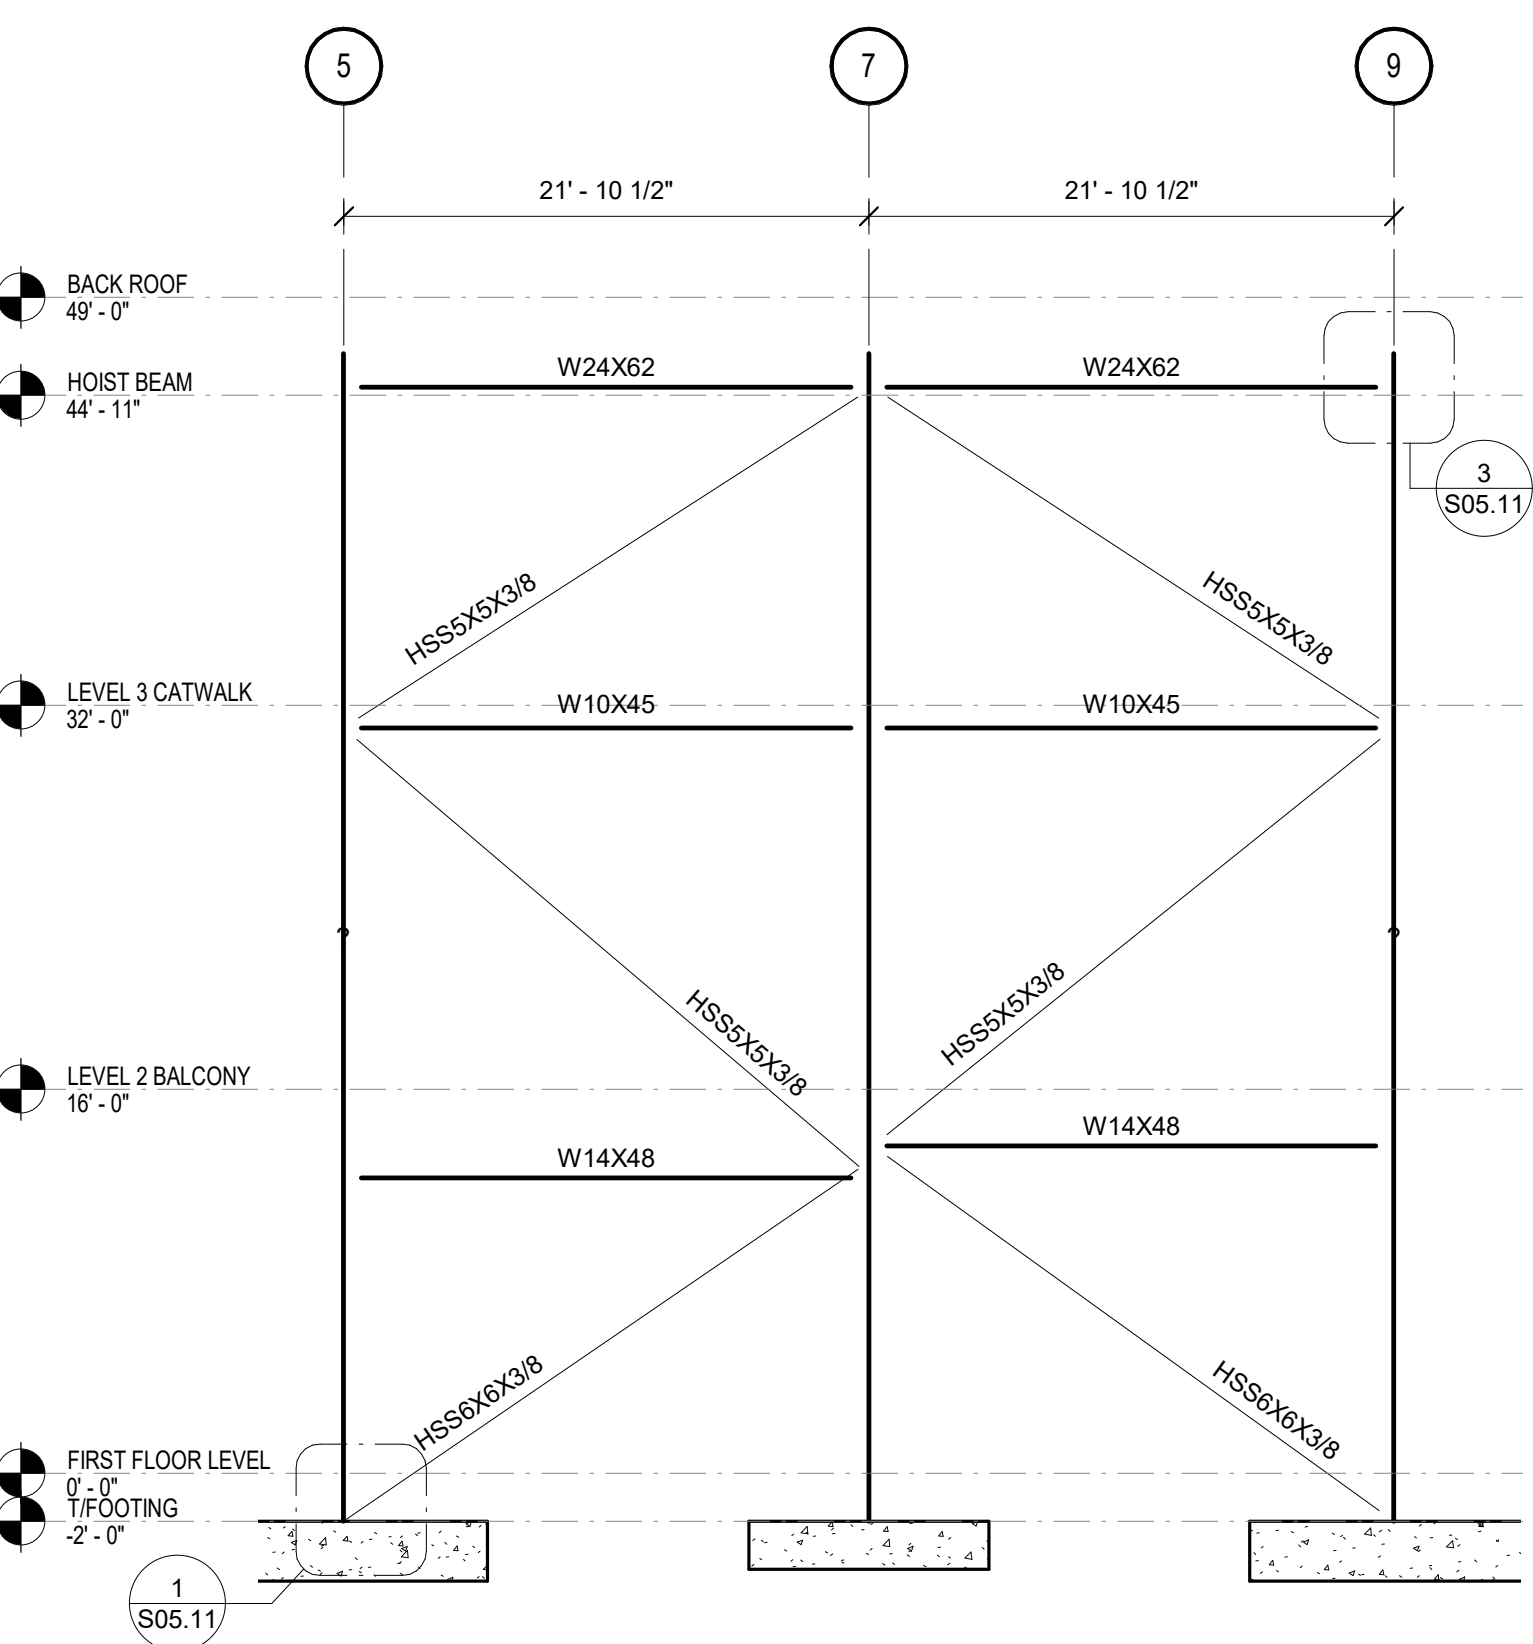 5
7
9
21' - 10 1/2"
21' - 10 1/2"
BACK ROOF
49' - 0"
W24X62
W24X62
HOIST BEAM
44' - 11"
3
S05.11
HSS5X5X3/8
HSS5X5X3/8
LEVEL 3 CATWALK
32' - 0"
W10X45
W10X45
HSS5X5X3/8
HSS5X5X3/8
LEVEL 2 BALCONY
16' - 0"
W14X48
W14X48
HSS6X6X3/8
HSS6X6X3/8
FIRST FLOOR LEVEL
0' - 0"
T/FOOTING
-2' - 0"
1
S05.11